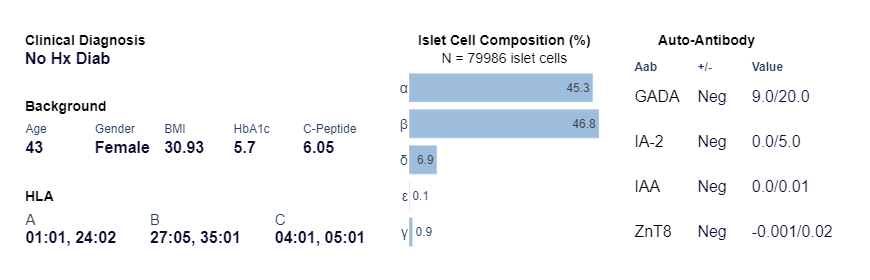 Clinical Diagnosis
No Hx Diab
Background
Age Gender BMI HbA1c C-Peptide
43 Female 30.93 5.7 6.05
HLA
A B C
01:01, 24:02 27:05, 35:01 04:01, 05:01
Islet Cell Composition (%)
N = 79986 islet cells
α 45.3
β 46.8
δ 6.9
ε 0.1
γ 0.9
Auto-Antibody
Aab +/- Value
GADA Neg 9.0/20.0
IA-2 Neg 0.0/5.0
IAA Neg 0.0/0.01
ZnT8 Neg -0.001/0.02